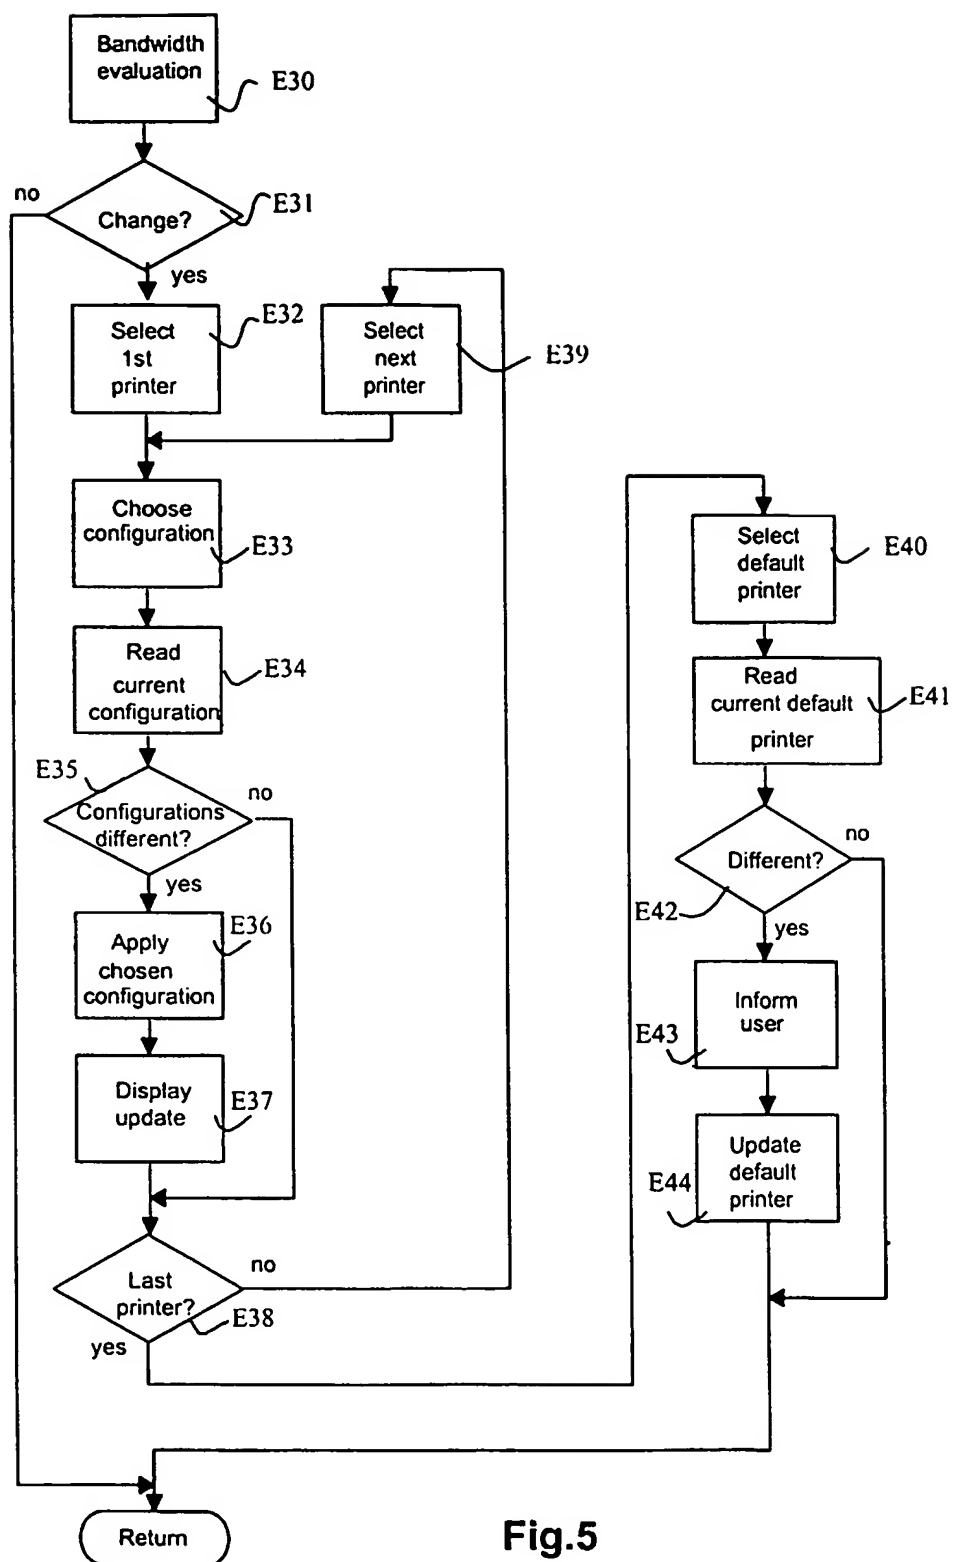 Bandwidth
evaluation
E30
no
Change?
E31
yes
Select
1st
printer
E32
Select
next
printer
E39
Choose
configuration
E33
Read
current
configuration
E34
E35
no
Configurations
different?
yes
Apply
chosen
configuration
E36
Display
update
E37
Last
printer?
no
E38
yes
Select
default
printer
E40
Read
current default
printer
E41
Different?
no
E42
yes
Inform
user
E43
Update
default
printer
E44
Return
Fig.5